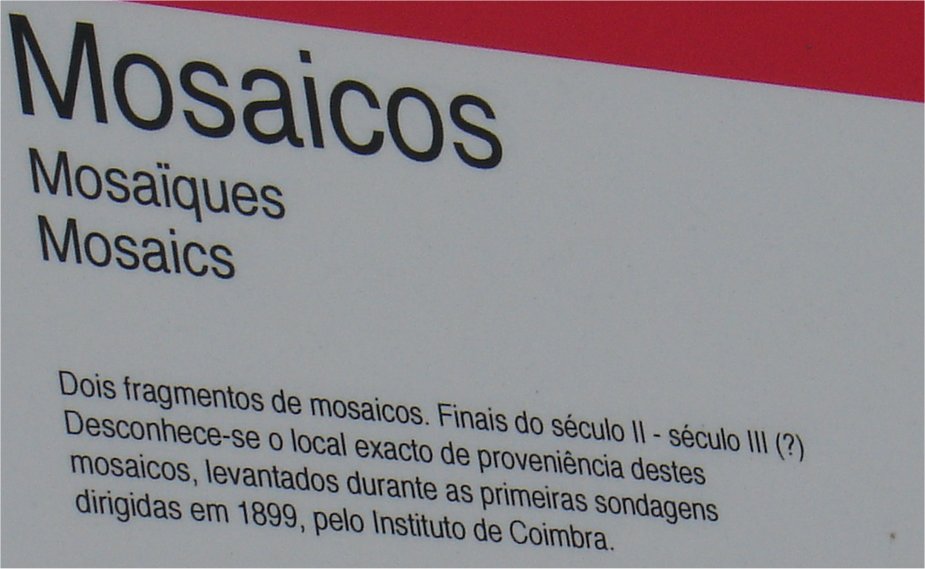 Mosaicos
Mosaïques
Mosaics
Dois fragmentos de mosaicos. Finais do século II - século III (?)
Desconhece-se o local exacto de proveniência destes
mosaicos, levantados durante as primeiras sondagens
dirigidas em 1899, pelo Instituto de Coimbra.